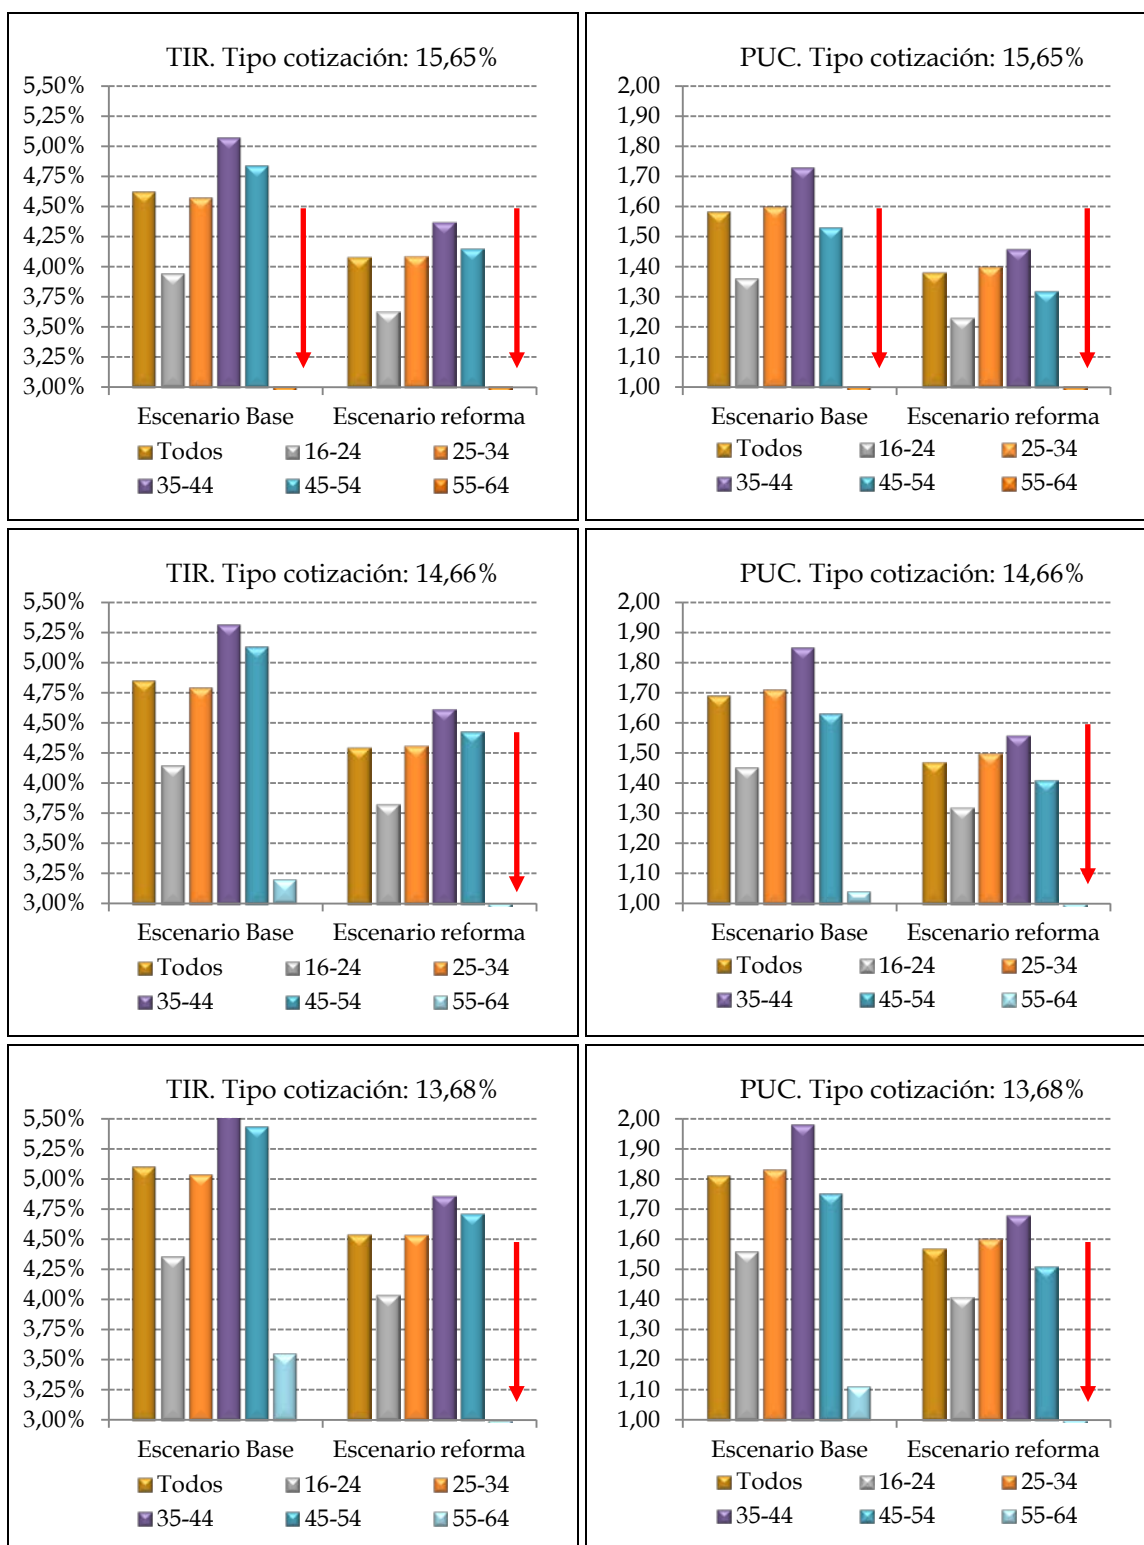 TIR. Tipo cotización: 15,65%
5,50%
5,25%
5,00%
4,75%
4,50%
4,25%
4,00%
3,75%
3,50%
3,25%
3,00%
Escenario Base Escenario reforma
Todos 16-24 25-34
35-44 45-54 55-64
PUC. Tipo cotización: 15,65%
2,00
1,90
1,80
1,70
1,60
1,50
1,40
1,30
1,20
1,10
1,00
Escenario Base Escenario reforma
Todos 16-24 25-34
35-44 45-54 55-64
TIR. Tipo cotización: 14,66%
5,50%
5,25%
5,00%
4,75%
4,50%
4,25%
4,00%
3,75%
3,50%
3,25%
3,00%
Escenario Base Escenario reforma
Todos 16-24 25-34
35-44 45-54 55-64
PUC. Tipo cotización: 14,66%
2,00
1,90
1,80
1,70
1,60
1,50
1,40
1,30
1,20
1,10
1,00
Escenario Base Escenario reforma
Todos 16-24 25-34
35-44 45-54 55-64
TIR. Tipo cotización: 13,68%
5,50%
5,25%
5,00%
4,75%
4,50%
4,25%
4,00%
3,75%
3,50%
3,25%
3,00%
Escenario Base Escenario reforma
Todos 16-24 25-34
35-44 45-54 55-64
PUC. Tipo cotización: 13,68%
2,00
1,90
1,80
1,70
1,60
1,50
1,40
1,30
1,20
1,10
1,00
Escenario Base Escenario reforma
Todos 16-24 25-34
35-44 45-54 55-64